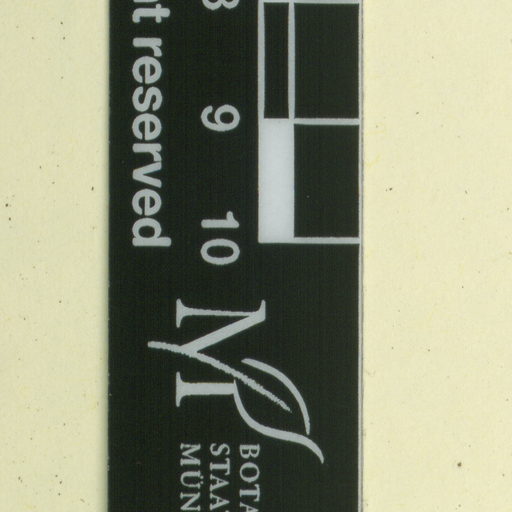 8 9 10
t reserved
M
BOTA
STAA
MÜN